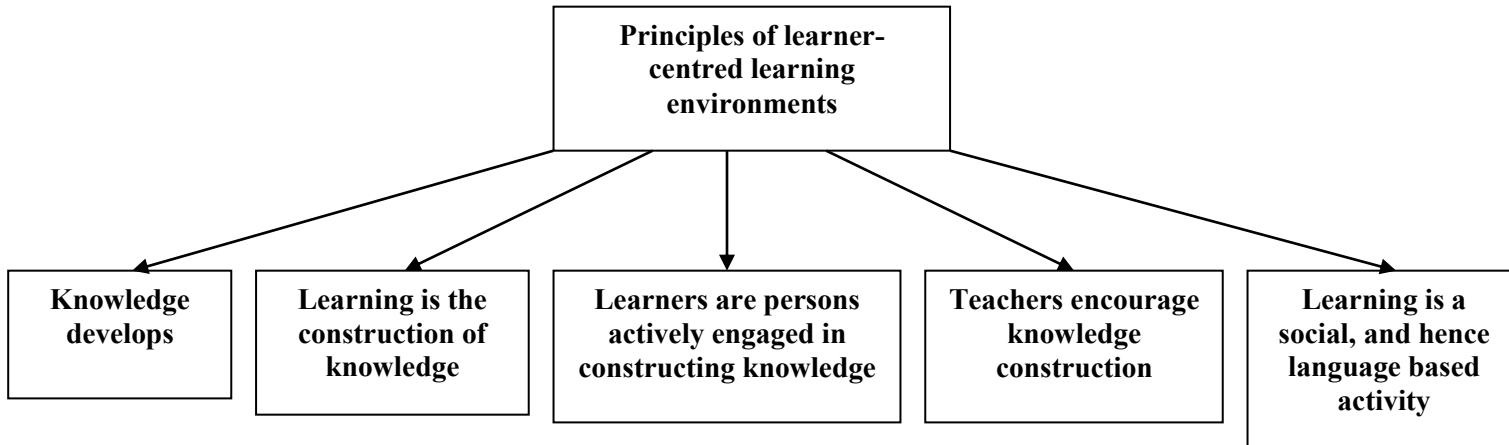 Principles of learner-
centred learning
environments
Knowledge
develops
Learning is the
construction of
knowledge
Learners are persons
actively engaged in
constructing knowledge
Teachers encourage
knowledge
construction
Learning is a
social, and hence
language based
activity